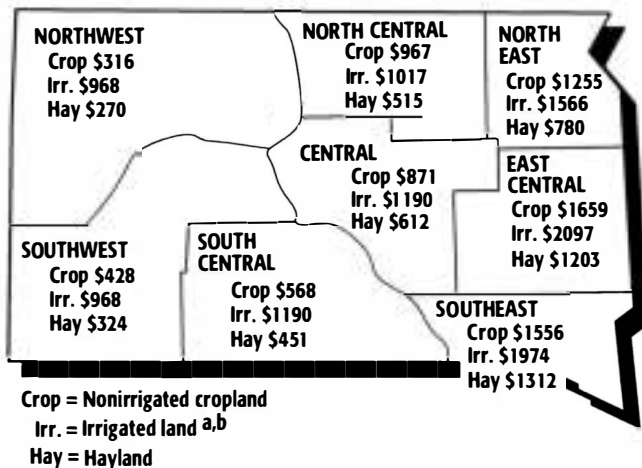 NORTHWEST
Crop $316
Irr. $968
Hay $270
NORTH CENTRAL
Crop $967
Irr. $1017
Hay $515
NORTH
EAST
Crop $1255
Irr. $1566
Hay $780
CENTRAL
Crop $871
Irr. $1190
Hay $612
EAST
CENTRAL
Crop $1659
Irr. $2097
Hay $1203
SOUTHWEST
Crop $428
Irr. $968
Hay $324
SOUTH
CENTRAL
Crop $568
Irr. $1190
Hay $451
SOUTHEAST
Crop $1556
Irr. $1974
Hay $1312
Crop = Nonirrigated cropland
Irr. = Irrigated land a,b
Hay = Hayland